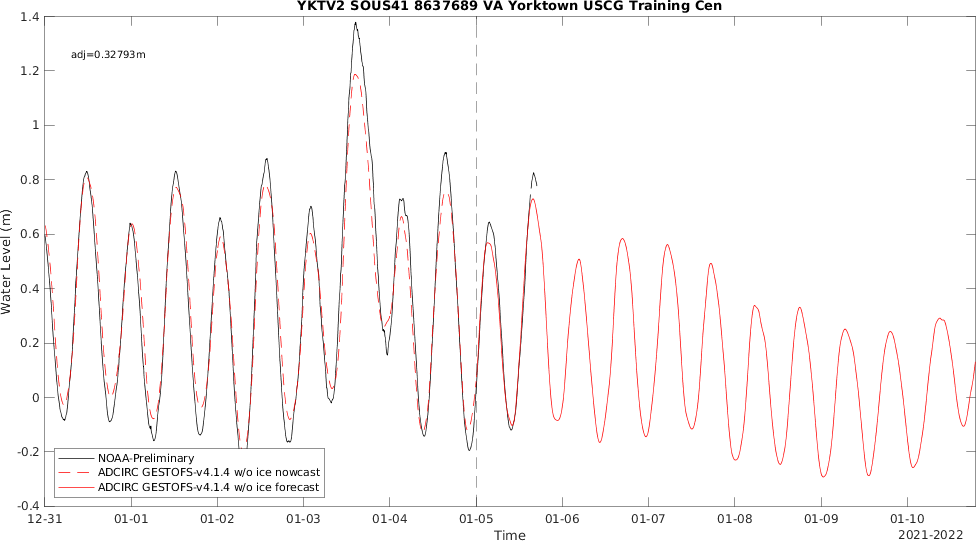 YKTV2 SOUS41 8637689 VA Yorktown USCG Training Cen
adj=0.32793m
1.4
1.2
1
0.8
0.6
0.4
0.2
0
-0.2
-0.4
Water Level (m)
NOAA-Preliminary
ADCIRC GESTOFS-v4.1.4 w/o ice nowcast
ADCIRC GESTOFS-v4.1.4 w/o ice forecast
12-31 01-01 01-02 01-03 01-04 01-05 01-06 01-07 01-08 01-09 01-10
Time
2021-2022